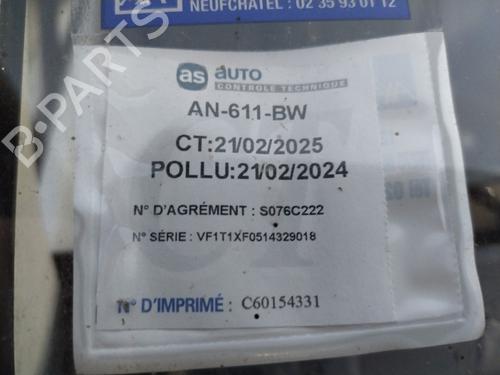 NEUFCHATEL : 02 35 93 01 12
as AUTO
CONTROLE TECHNIQUE
AN-611-BW
CT:21/02/2025
POLLU:21/02/2024
N° D'AGRÉMENT : S076C222
N° SÉRIE : VF1T1XF0514329018
N° D'IMPRIMÉ : C60154331